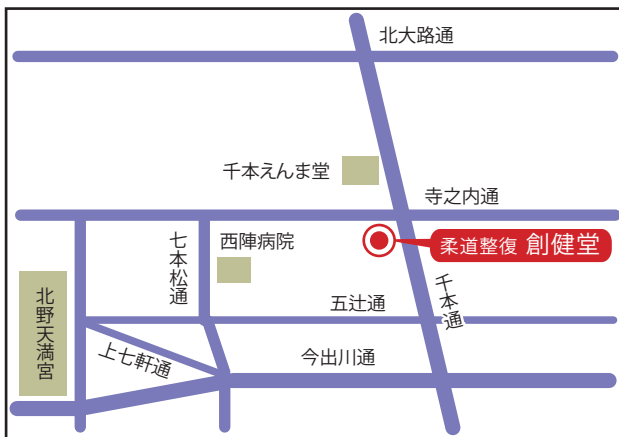 北大路通
千本えんま堂
寺之内通
七本松通
西陣病院
柔道整復 創健堂
北野天満宮
五辻通
千本通
上七軒通
今出川通